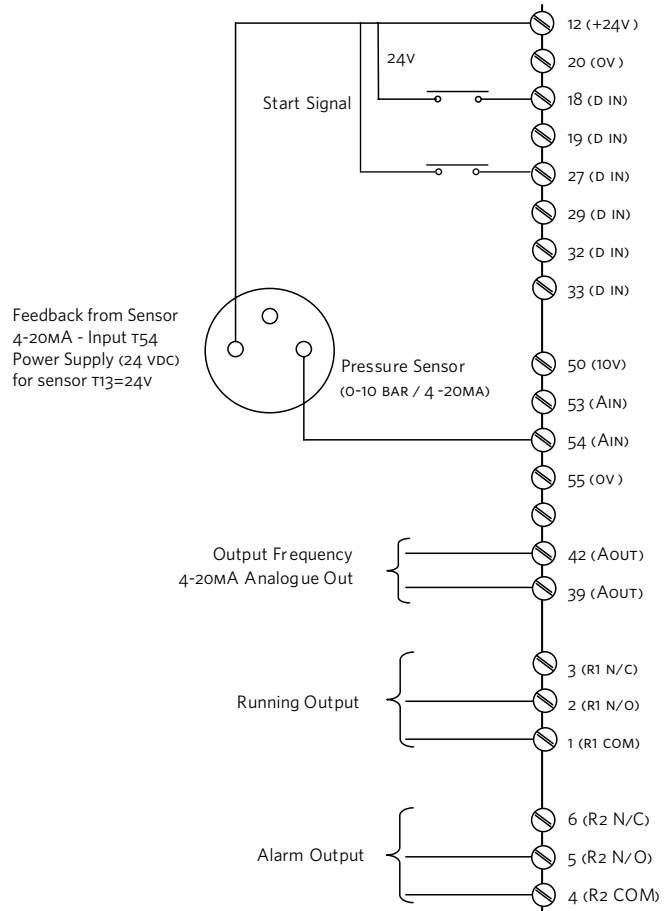 12 (+24V)
24V
20 (0V)
Start Signal
18 (D IN)
19 (D IN)
27 (D IN)
29 (D IN)
32 (D IN)
33 (D IN)
Feedback from Sensor
4-20MA - Input T54
Power Supply (24 VDC)
for sensor T13=24V
Pressure Sensor
(0-10 BAR / 4 -20MA)
50 (10V)
53 (AIN)
54 (AIN)
55 (0V)
Output Frequency
4-20MA Analogue Out
42 (AOUT)
39 (AOUT)
Running Output
3 (R1 N/C)
2 (R1 N/O)
1 (R1 COM)
Alarm Output
6 (R2 N/C)
5 (R2 N/O)
4 (R2 COM)